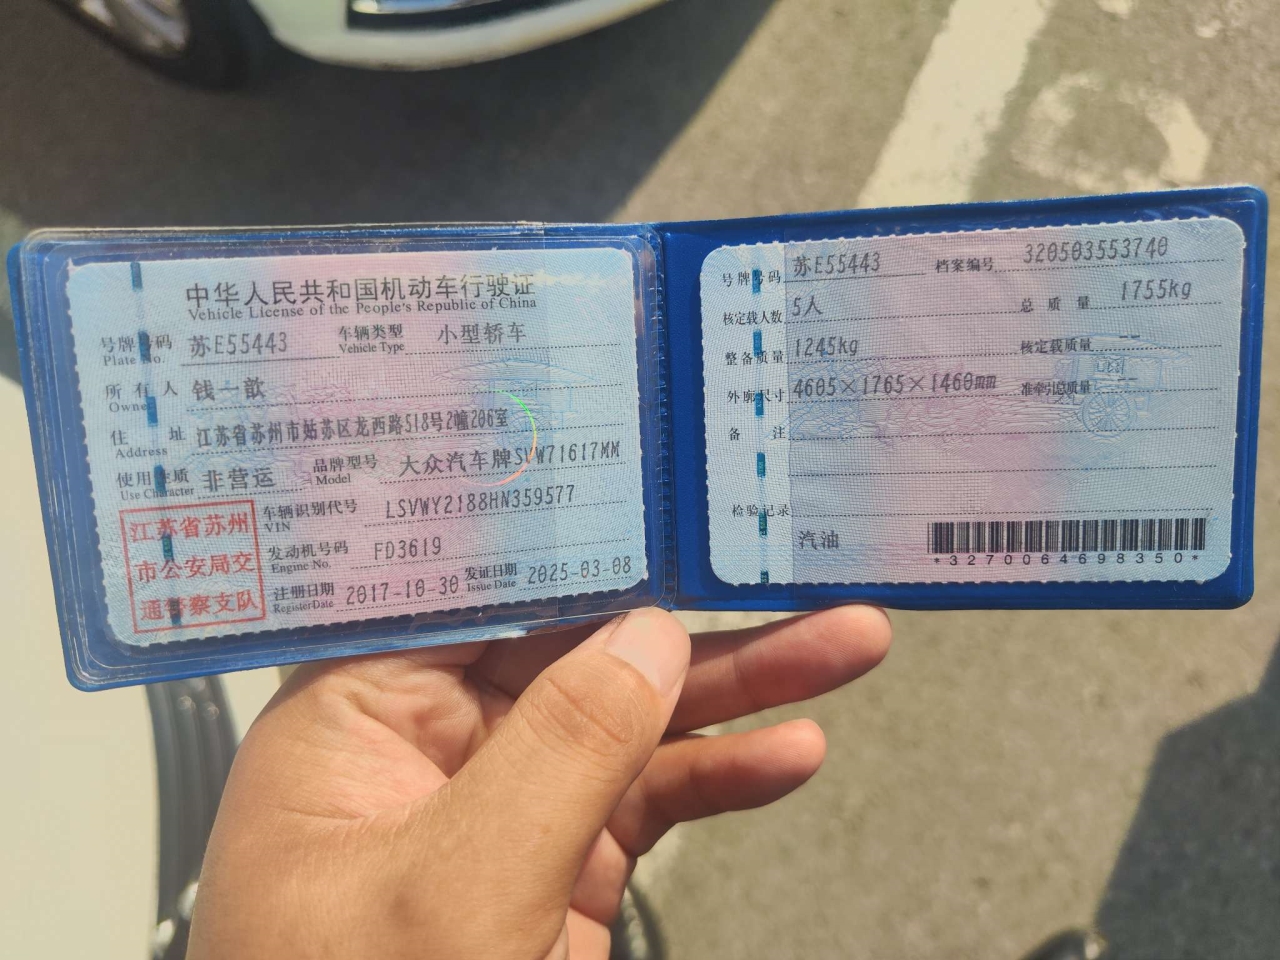 中华人民共和国机动车行驶证
Vehicle License of the People's Republic of China
号牌号码 苏E55443 车辆类型 小型轿车
Plate No. Vehicle Type
所有人 钱一歆
Owner
住址 江苏省苏州市姑苏区龙西路518号2幢206室
Address
使用性质 非营运 品牌型号 大众汽车牌SVW71617MM
Use Character Model
江苏省苏州
市公安局交
通警察支队
车辆识别代号 LSVWY2188HN359577
VIN
发动机号码 FD3619
Engine No.
注册日期 2017-10-30 发证日期 2025-03-08
Register Date Issue Date
号牌号码 苏E55443 档案编号 320503553740
核定载人数 5人 总质量 1755kg
整备质量 1245kg 核定载质量 --
外廓尺寸 4605×1765×1460mm 准牵引总质量 --
备注
检验记录
汽油
*3270064698350*